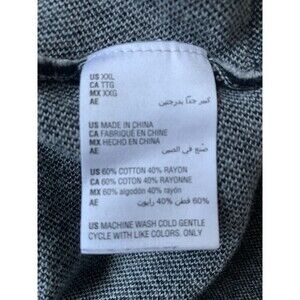 US XXL
CA TTG
MX XXG
AE كبير جدًا بدرجتين
US MADE IN CHINA
CA FABRIQUÉ EN CHINE
MX HECHO EN CHINA
AE صنع في الصين
US 60% COTTON 40% RAYON
CA 60% COTON 40% RAYONNE
MX 60% algodón 40% rayón
AE 60% قطن 40% رايون
US MACHINE WASH COLD GENTLE
CYCLE WITH LIKE COLORS. ONLY